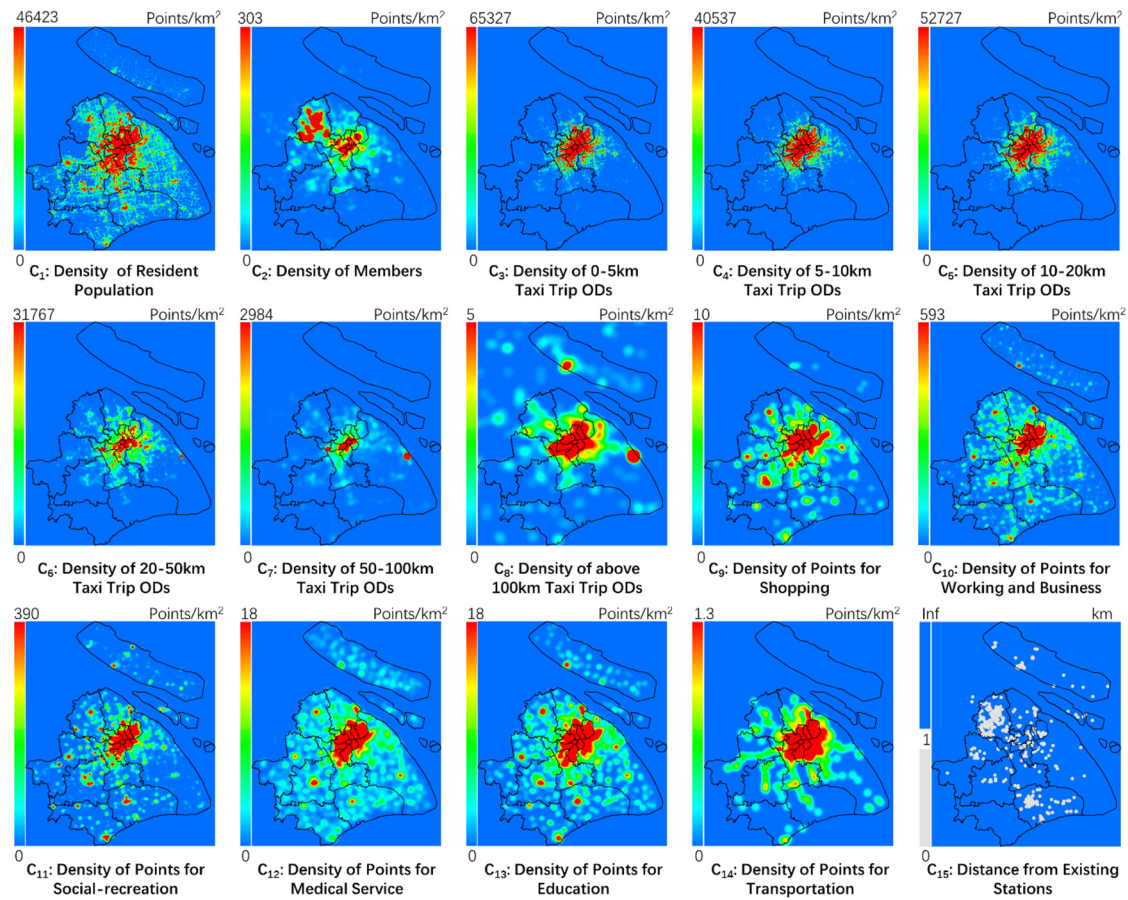 46423 Points/km²
303 Points/km²
65327 Points/km²
40537 Points/km²
52727 Points/km²
0
0
0
0
0
C₁: Density of Resident
Population
C₂: Density of Members
C₃: Density of 0-5km
Taxi Trip ODs
C₄: Density of 5-10km
Taxi Trip ODs
C₅: Density of 10-20km
Taxi Trip ODs
31767 Points/km²
2984 Points/km²
5 Points/km²
10 Points/km²
593 Points/km²
0
0
0
0
0
C₆: Density of 20-50km
Taxi Trip ODs
C₇: Density of 50-100km
Taxi Trip ODs
C₈: Density of above
100km Taxi Trip ODs
C₉: Density of Points for
Shopping
C₁₀: Density of Points for
Working and Business
390 Points/km²
18 Points/km²
18 Points/km²
1.3 Points/km²
Inf km
1
0
0
0
0
0
C₁₁: Density of Points for
Social-recreation
C₁₂: Density of Points for
Medical Service
C₁₃: Density of Points for
Education
C₁₄: Density of Points for
Transportation
C₁₅: Distance from Existing
Stations